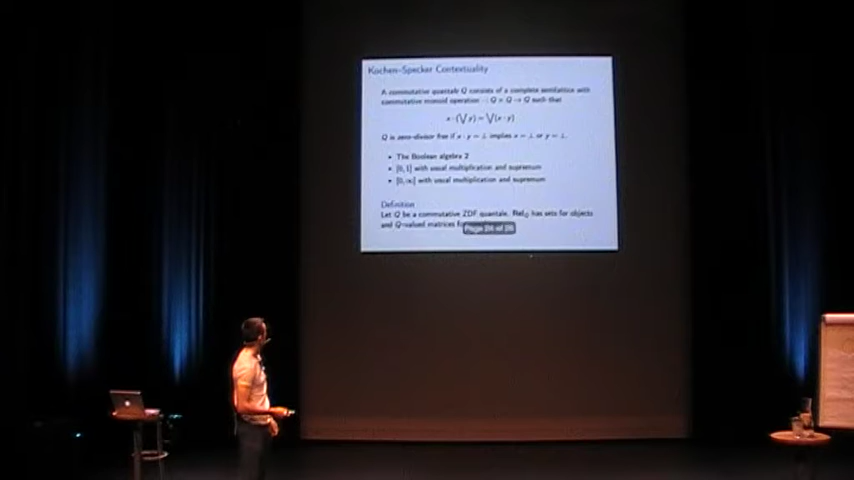 Kochen–Specker Contextuality
A commutative quantale Q consists of a complete semilattice with
commutative monoid operation · : Q × Q → Q such that
x · (⋁ y) = ⋁(x · y)
Q is zero-divisor free if x · y = ⊥ implies x = ⊥ or y = ⊥.
• The Boolean algebra 2
• [0, 1] with usual multiplication and supremum
• [0, ∞] with usual multiplication and supremum
Definition
Let Q be a commutative ZDF quantale. Rel_Q has sets for objects
and Q-valued matrices
Page of